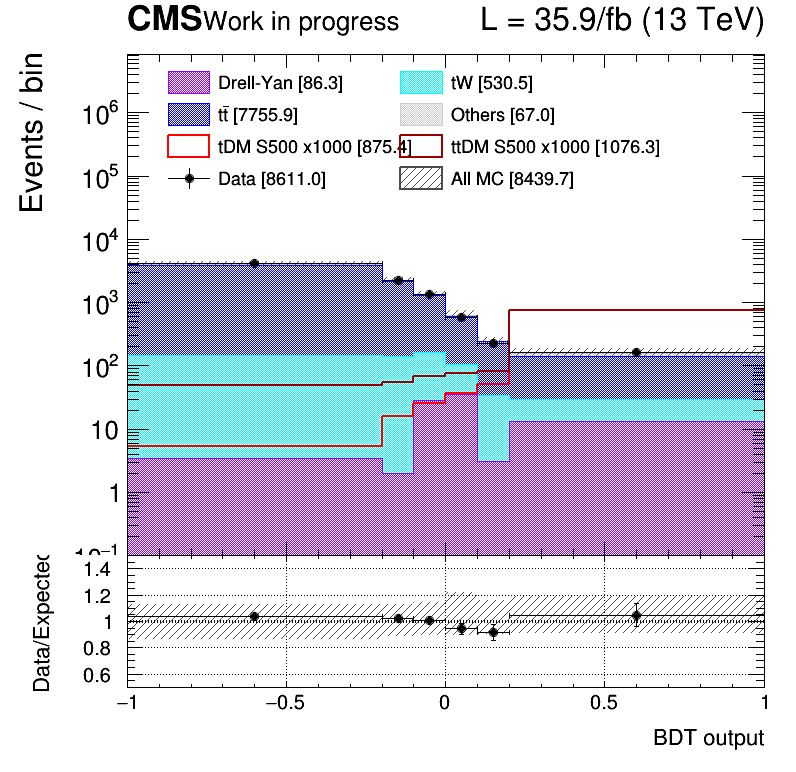 CMS Work in progress L = 35.9/fb (13 TeV)
Events / bin
Drell-Yan [86.3] tW [530.5]
tt̄ [7755.9] Others [67.0]
tDM S500 x1000 [875.4] ttDM S500 x1000 [1076.3]
Data [8611.0] All MC [8439.7]
10⁶
10⁵
10⁴
10³
10²
10
1
10⁻¹
Data/Expected
1.4
1.2
1
0.8
0.6
−1 −0.5 0 0.5 1
BDT output